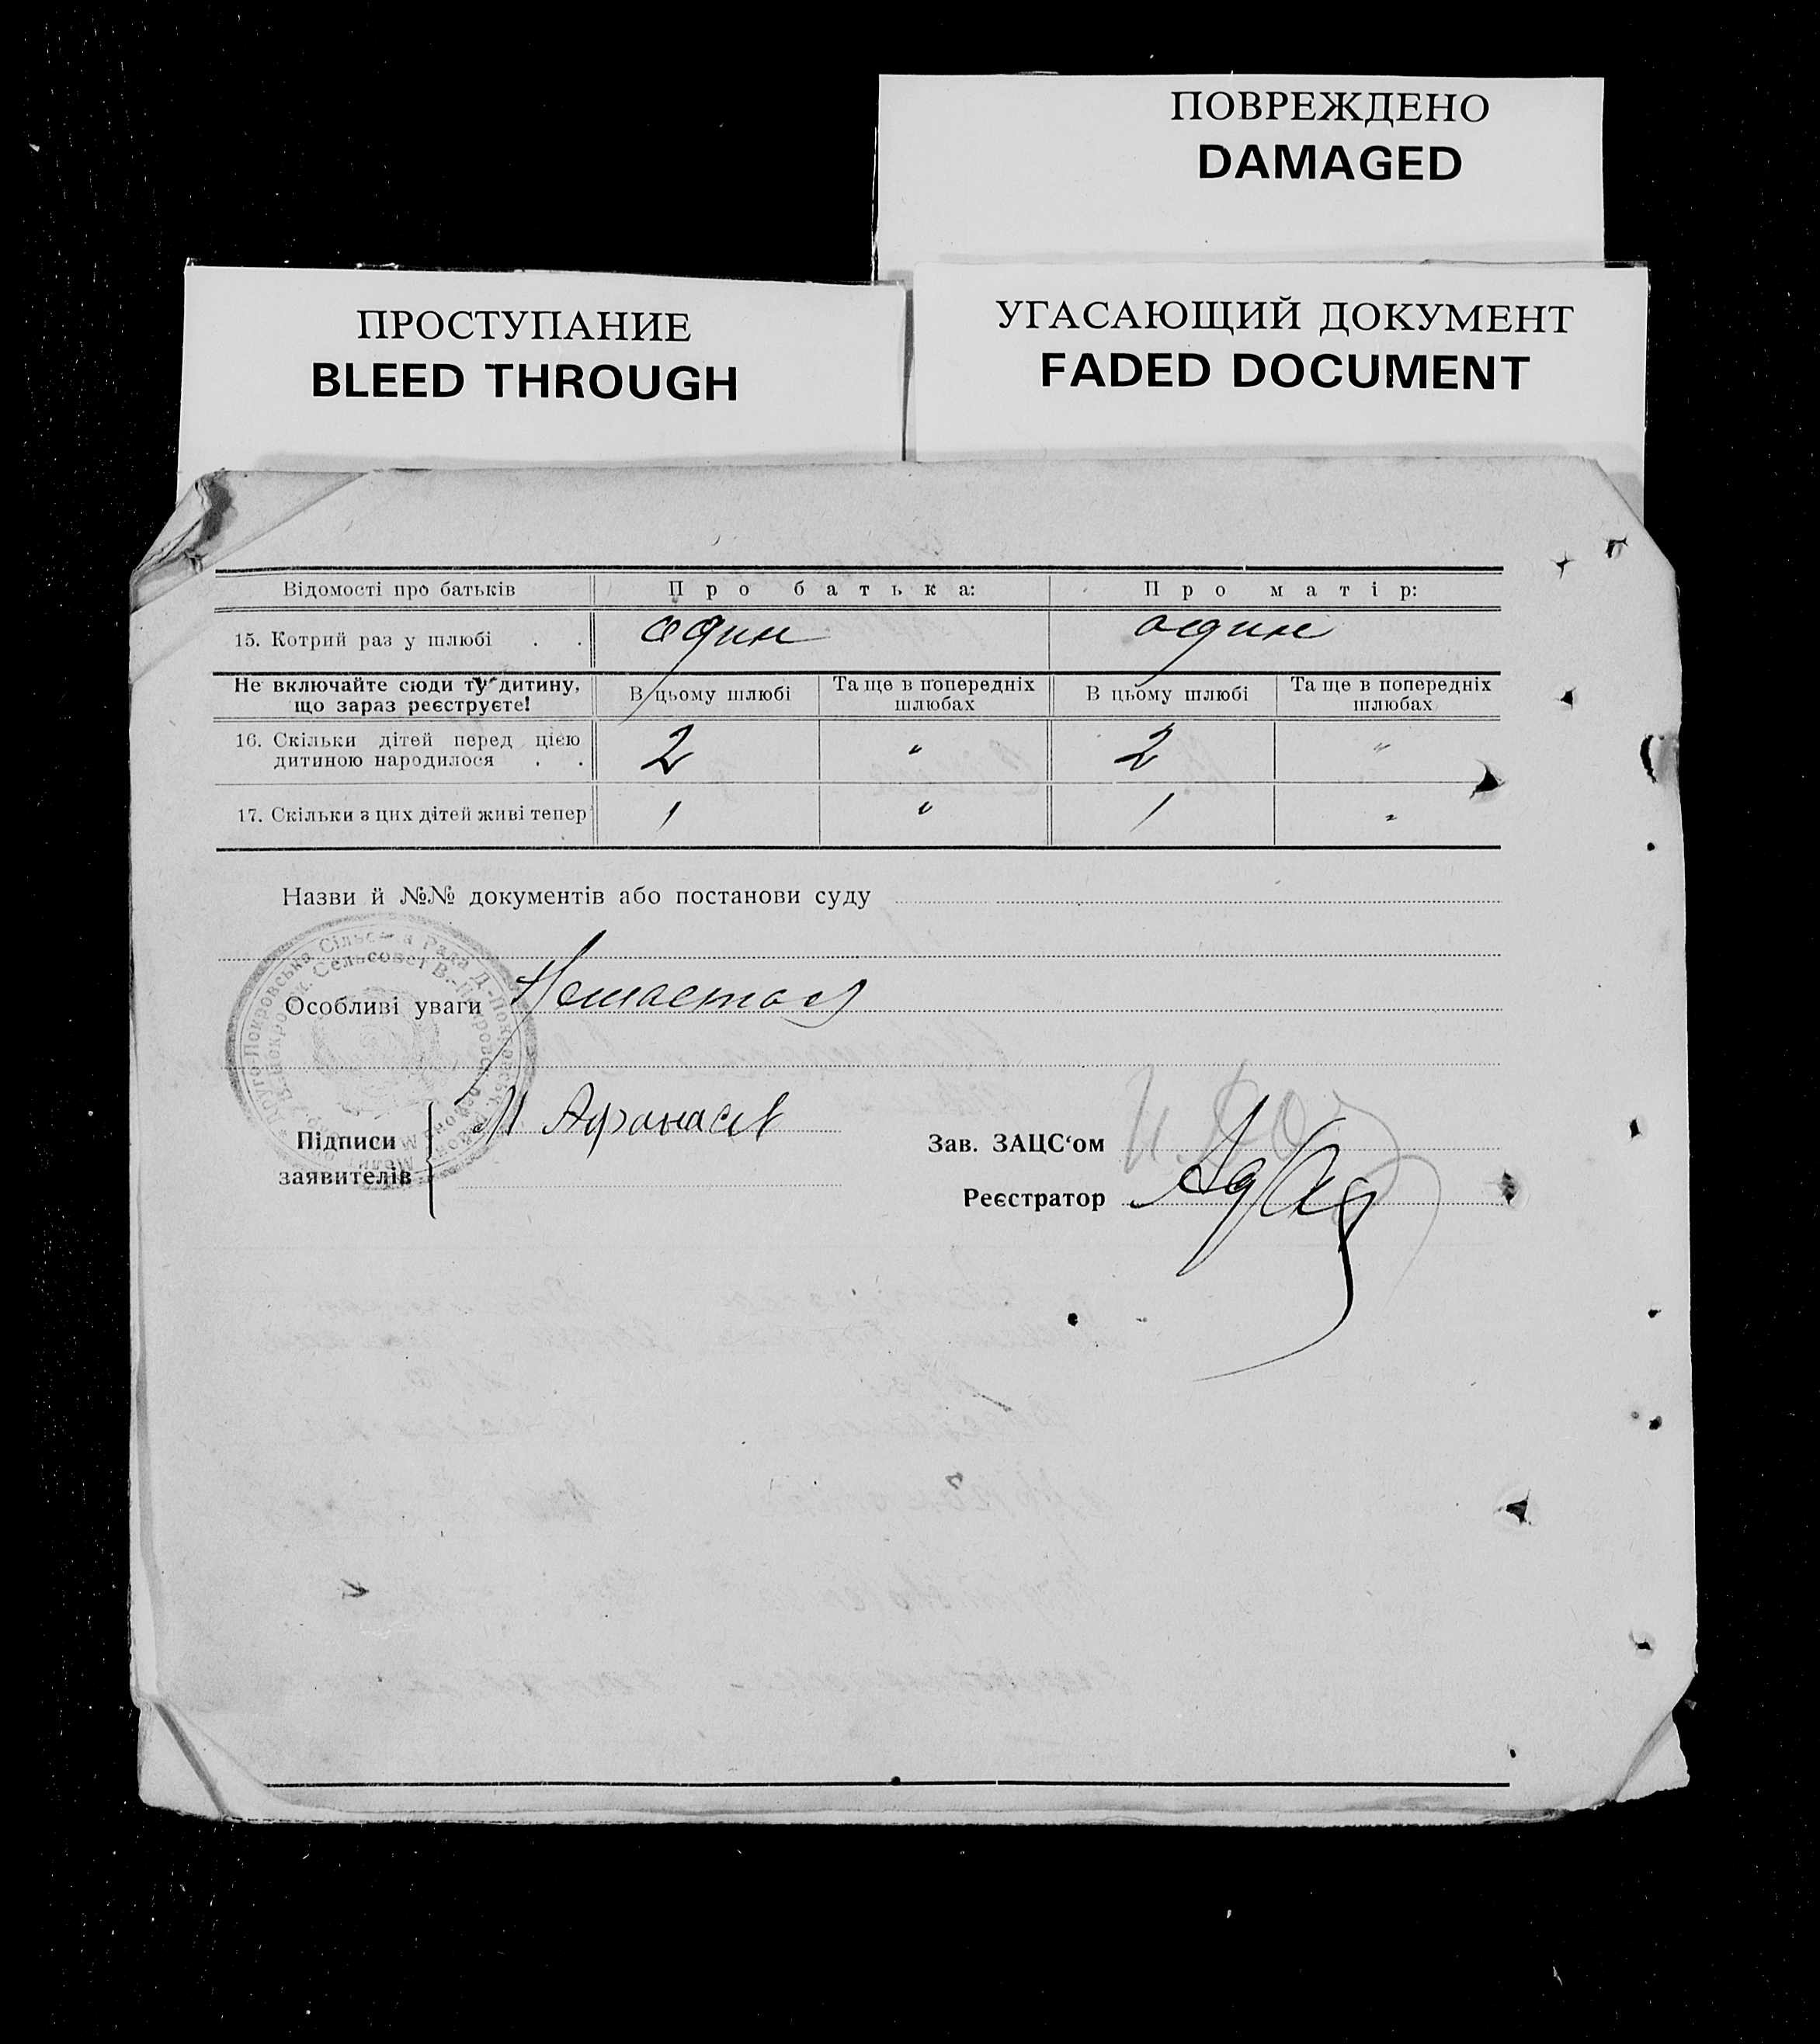 ПОВРЕЖДЕНО
DAMAGED
ПРОСТУПАНИЕ
BLEED THROUGH
УГАСАЮЩИЙ ДОКУМЕНТ
FADED DOCUMENT
Відомості про батьків Про батька: Про матір:
15. Котрий раз у шлюбі . . один один
Не включайте сюди ту дитину, що зараз реєструєте! В цьому шлюбі Та ще в попередніх шлюбах В цьому шлюбі Та ще в попередніх шлюбах
16. Скільки дітей перед цією дитиною народилося . . 2 " 2 "
17. Скільки з цих дітей живі тепер 1 " 1 "
Назви й №№ документів або постанови суду
Особливі уваги
Підписи заявителів
Зав. ЗАЦС‘ом
Реєстратор